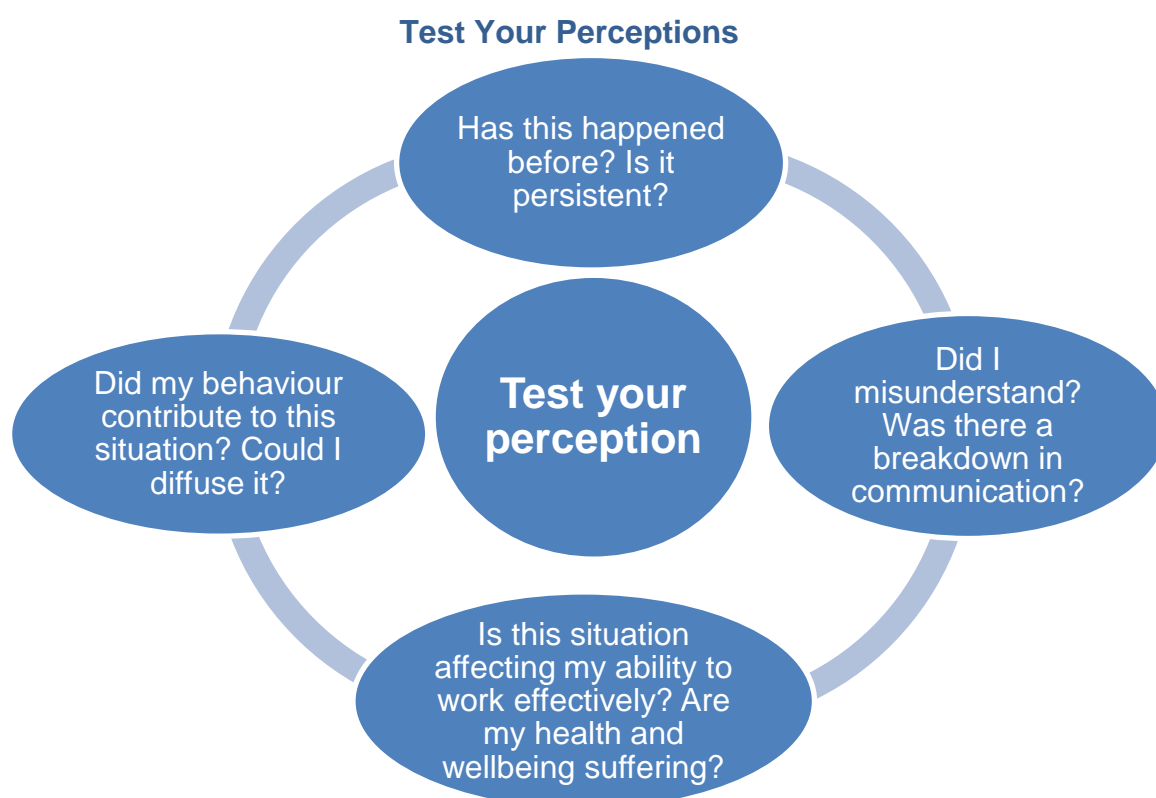 Test Your Perceptions
Has this happened
before? Is it
persistent?
Did I
misunderstand?
Was there a
breakdown in
communication?
Is this situation
affecting my ability to
work effectively? Are
my health and
wellbeing suffering?
Did my behaviour
contribute to this
situation? Could I
diffuse it?
Test your
perception